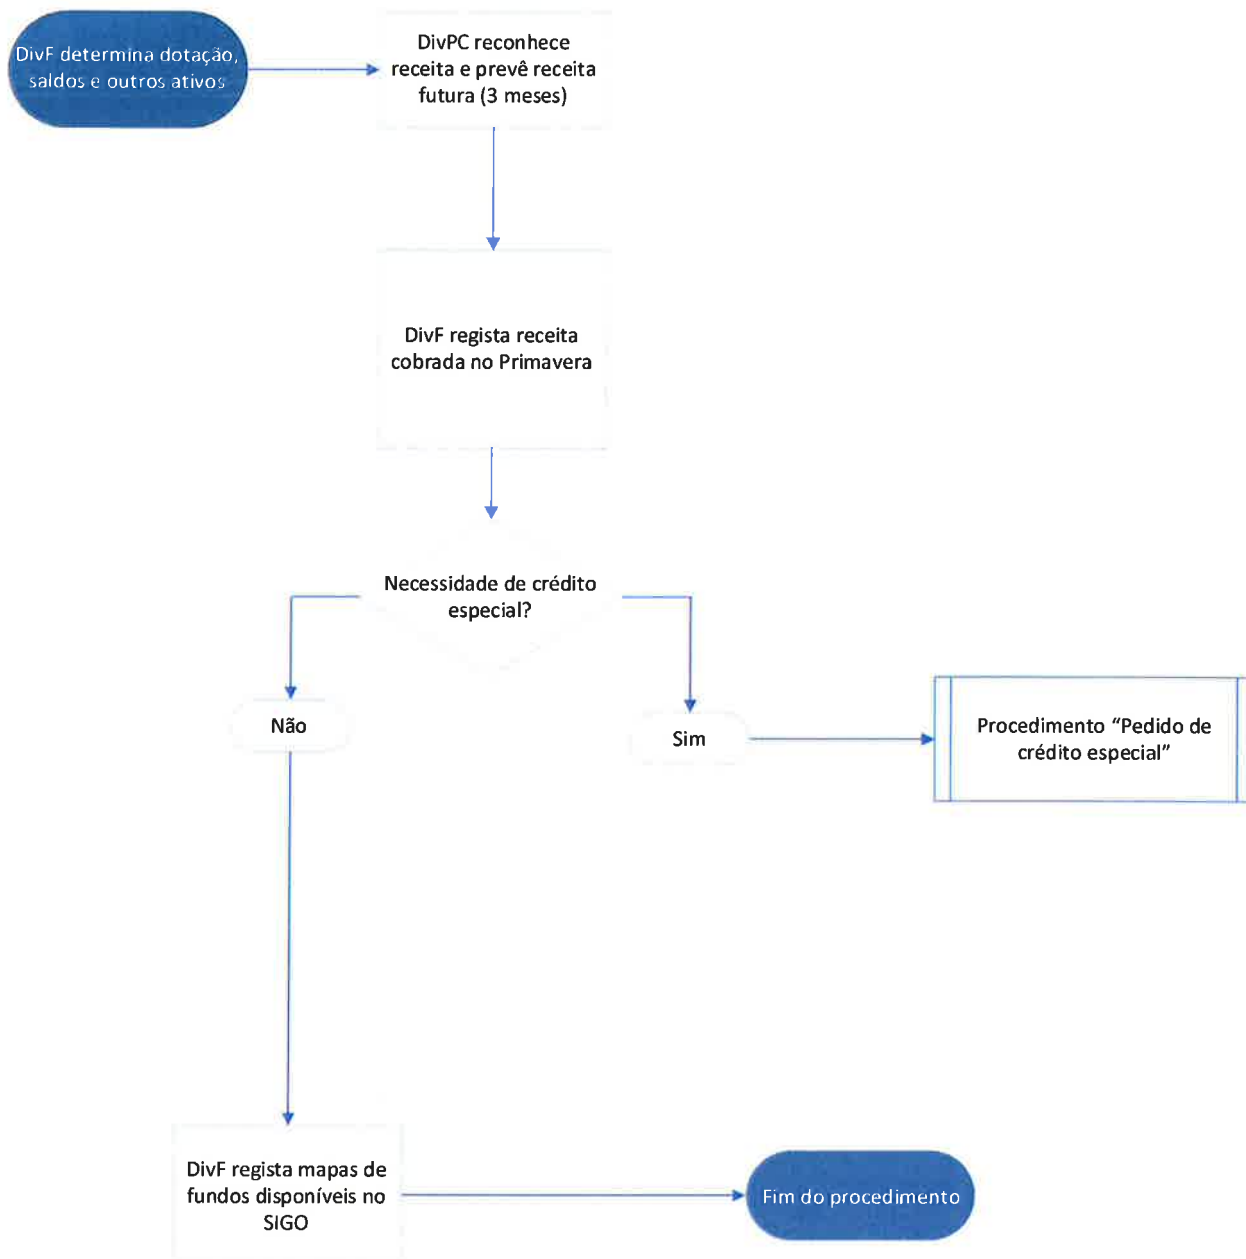 DivF determina dotação,
saldos e outros ativos
DivPC reconhece
receita e prevê receita
futura (3 meses)
DivF regista receita
cobrada no Primavera
Necessidade de crédito
especial?
Não
Sim
Procedimento “Pedido de
crédito especial”
DivF regista mapas de
fundos disponíveis no
SIGO
Fim do procedimento